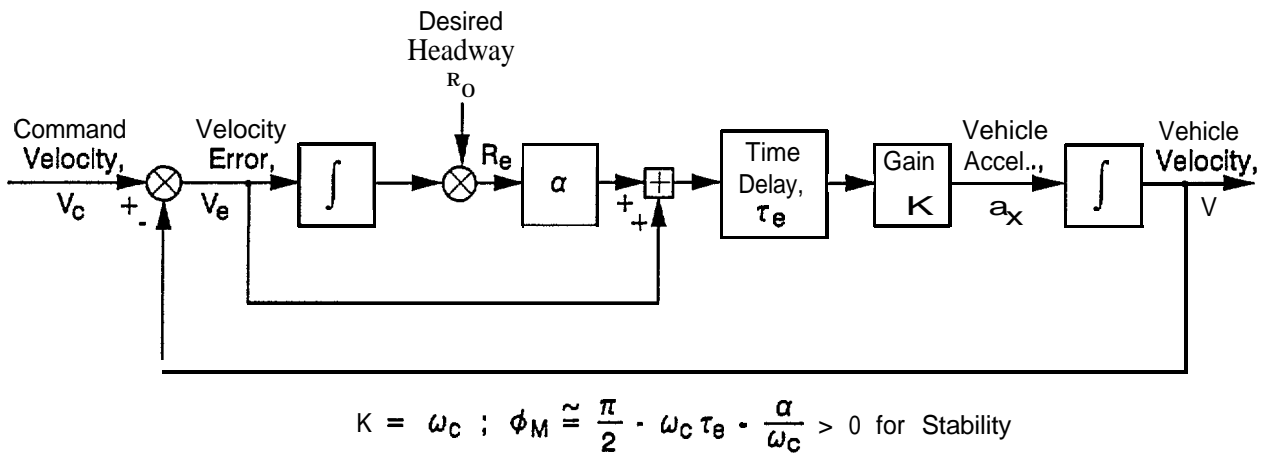 Desired
Headway
R_O
Command
Velocity,
V_c
+
-
Velocity
Error,
V_e
∫
R_e
α
+
+
+
Time
Delay,
τ_e
Gain
K
Vehicle
Accel..,
a_x
∫
Vehicle
Velocity,
V
K = ω_c ; ϕ_M ≅ π/2 - ω_c τ_e - α/ω_c > 0 for Stability